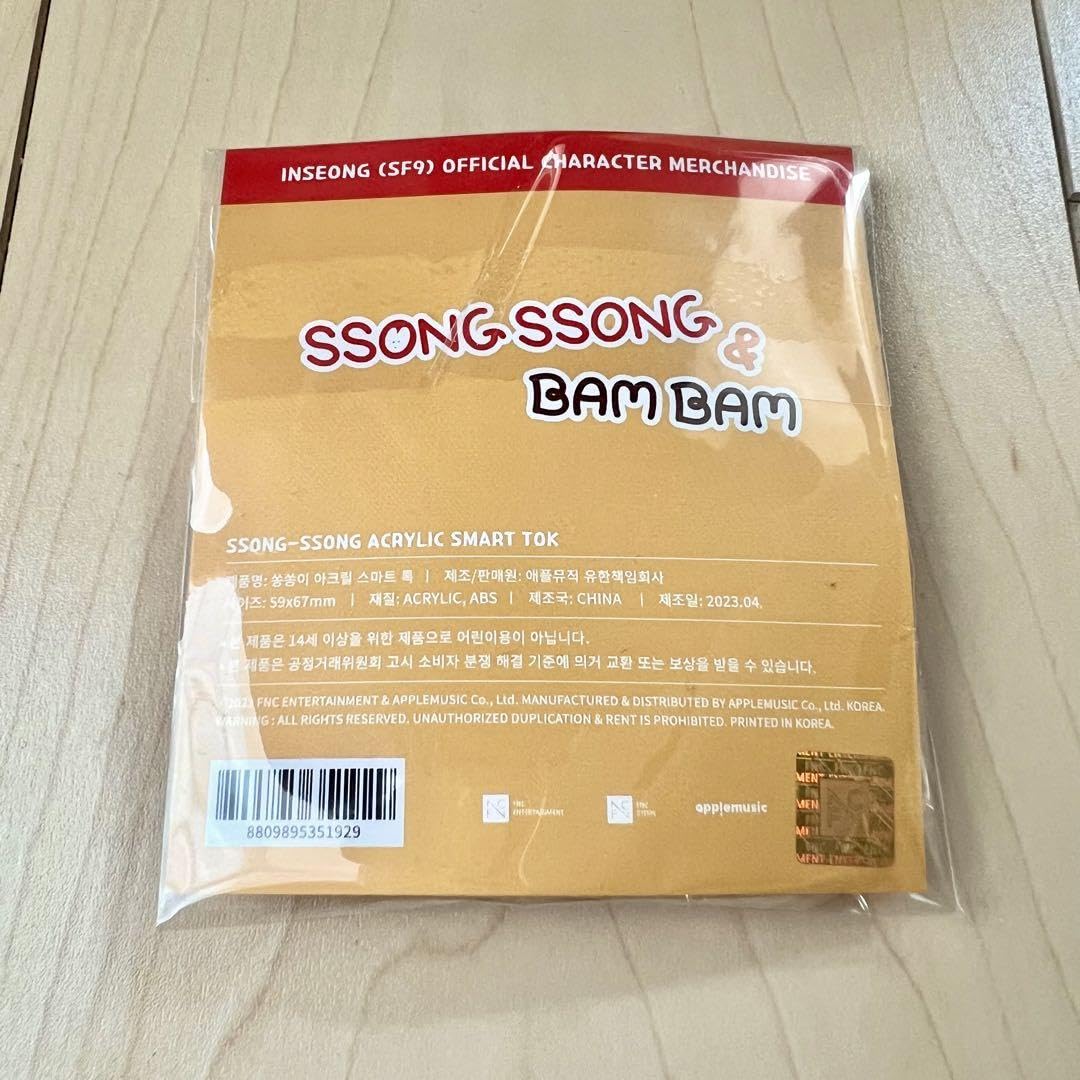 INSEONG (SF9) OFFICIAL CHARACTER MERCHANDISE
SSONG SSONG
&
BAM BAM
SSONG-SSONG ACRYLIC SMART TOK
제품명: 쏭쏭이 아크릴 스마트 톡 | 제조/판매원: 애플뮤직 유한책임회사
사이즈: 59x67mm | 재질: ACRYLIC, ABS | 제조국: CHINA | 제조일: 2023.04.
• 본 제품은 14세 이상을 위한 제품으로 어린이용이 아닙니다.
• 본 제품은 공정거래위원회 고시 소비자 분쟁 해결 기준에 의거 교환 또는 보상을 받을 수 있습니다.
©2023 FNC ENTERTAINMENT & APPLEMUSIC Co., Ltd. MANUFACTURED & DISTRIBUTED BY APPLEMUSIC Co., Ltd. KOREA.
WARNING : ALL RIGHTS RESERVED. UNAUTHORIZED DUPLICATION & RENT IS PROHIBITED. PRINTED IN KOREA.
8809895351929
FNC
ENTERTAINMENT
FNC
applemusic